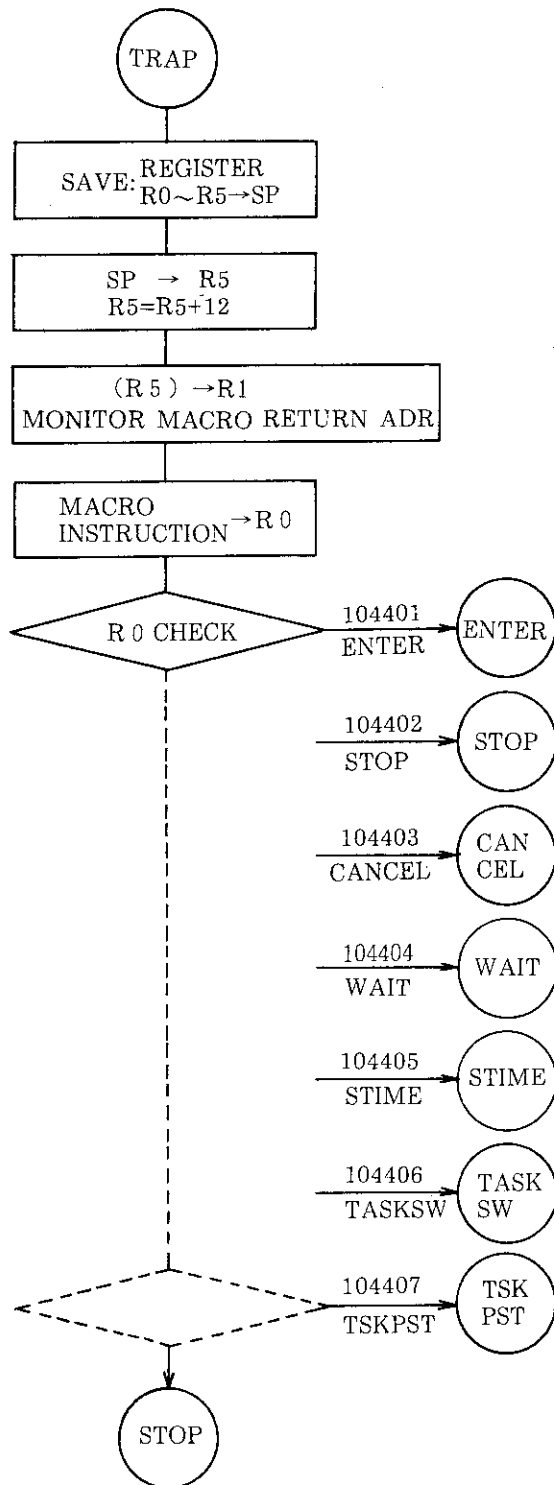 TRAP
SAVE: REGISTER
R0~R5→SP
SP → R5
R5=R5+12
(R5) →R1
MONITOR MACRO RETURN ADR
MACRO
INSTRUCTION →R0
R0 CHECK
104401
ENTER
ENTER
104402
STOP
STOP
104403
CANCEL
CAN
CEL
104404
WAIT
WAIT
104405
STIME
STIME
104406
TASKSW
TASK
SW
104407
TSKPST
TSK
PST
STOP